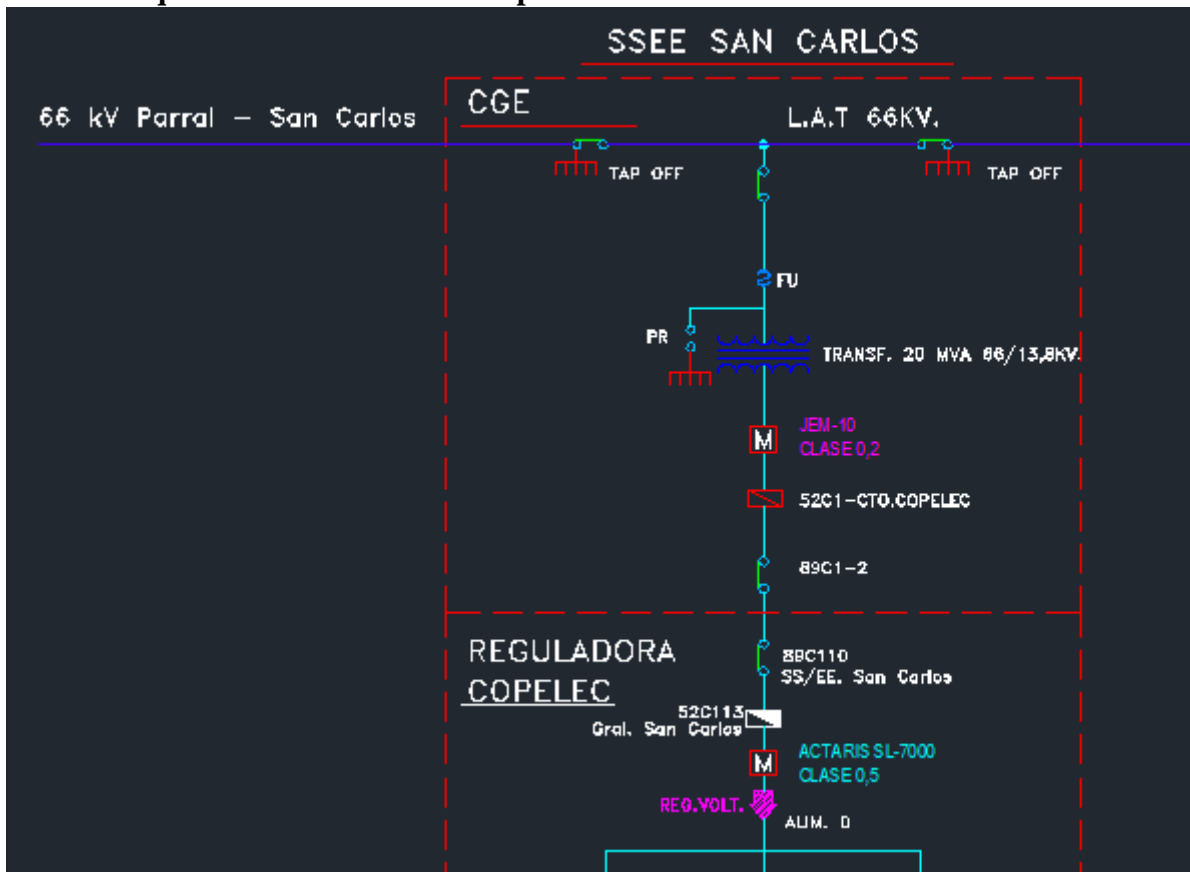 SSEE SAN CARLOS
CGE
66 kV Parral – San Carlos
L.A.T 66KV.
TAP OFF
TAP OFF
FU
PR
TRANSF. 20 MVA 66/13,8KV.
JEM-10
CLASE 0,2
M
52C1-CTO.COPELEC
89C1-2
REGULADORA
COPELEC
89C110
SS/EE. San Carlos
52C113
Gral. San Carlos
M
ACTARIS SL-7000
CLASE 0,5
REG.VOLT.